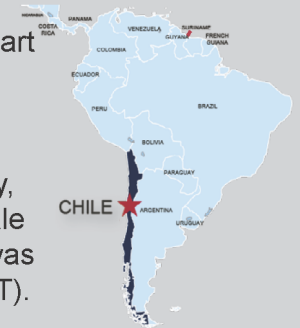 PANAMA
COSTA
RICA
VENEZUELA
SURINAME
GUYANA
FRENCH
GUIANA
art
COLOMBIA
ECUADOR
PERU
BRAZIL
BOLIVIA
y,
PARAGUAY
CHILE
ARGENTINA
le
URUGUAY
vas
T).